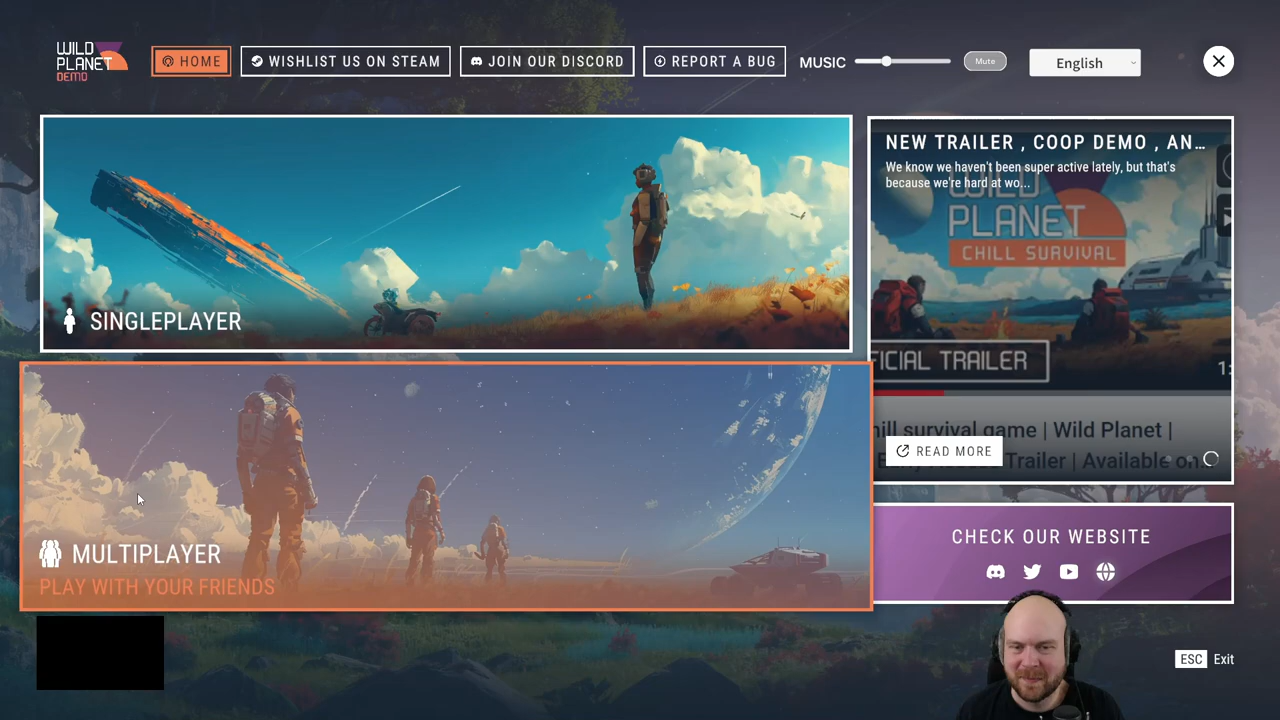 WILD
PLANET
DEMO
HOME
WISHLIST US ON STEAM
JOIN OUR DISCORD
REPORT A BUG
MUSIC
Mute
English
SINGLEPLAYER
NEW TRAILER , COOP DEMO , AN...
We know we haven't been super active lately, but that's
because we're hard at wo...
WILD
PLANET
CHILL SURVIVAL
FICIAL TRAILER
1:
hill survival game | Wild Planet |
READ MORE
Trailer | Available on
MULTIPLAYER
PLAY WITH YOUR FRIENDS
CHECK OUR WEBSITE
ESC Exit